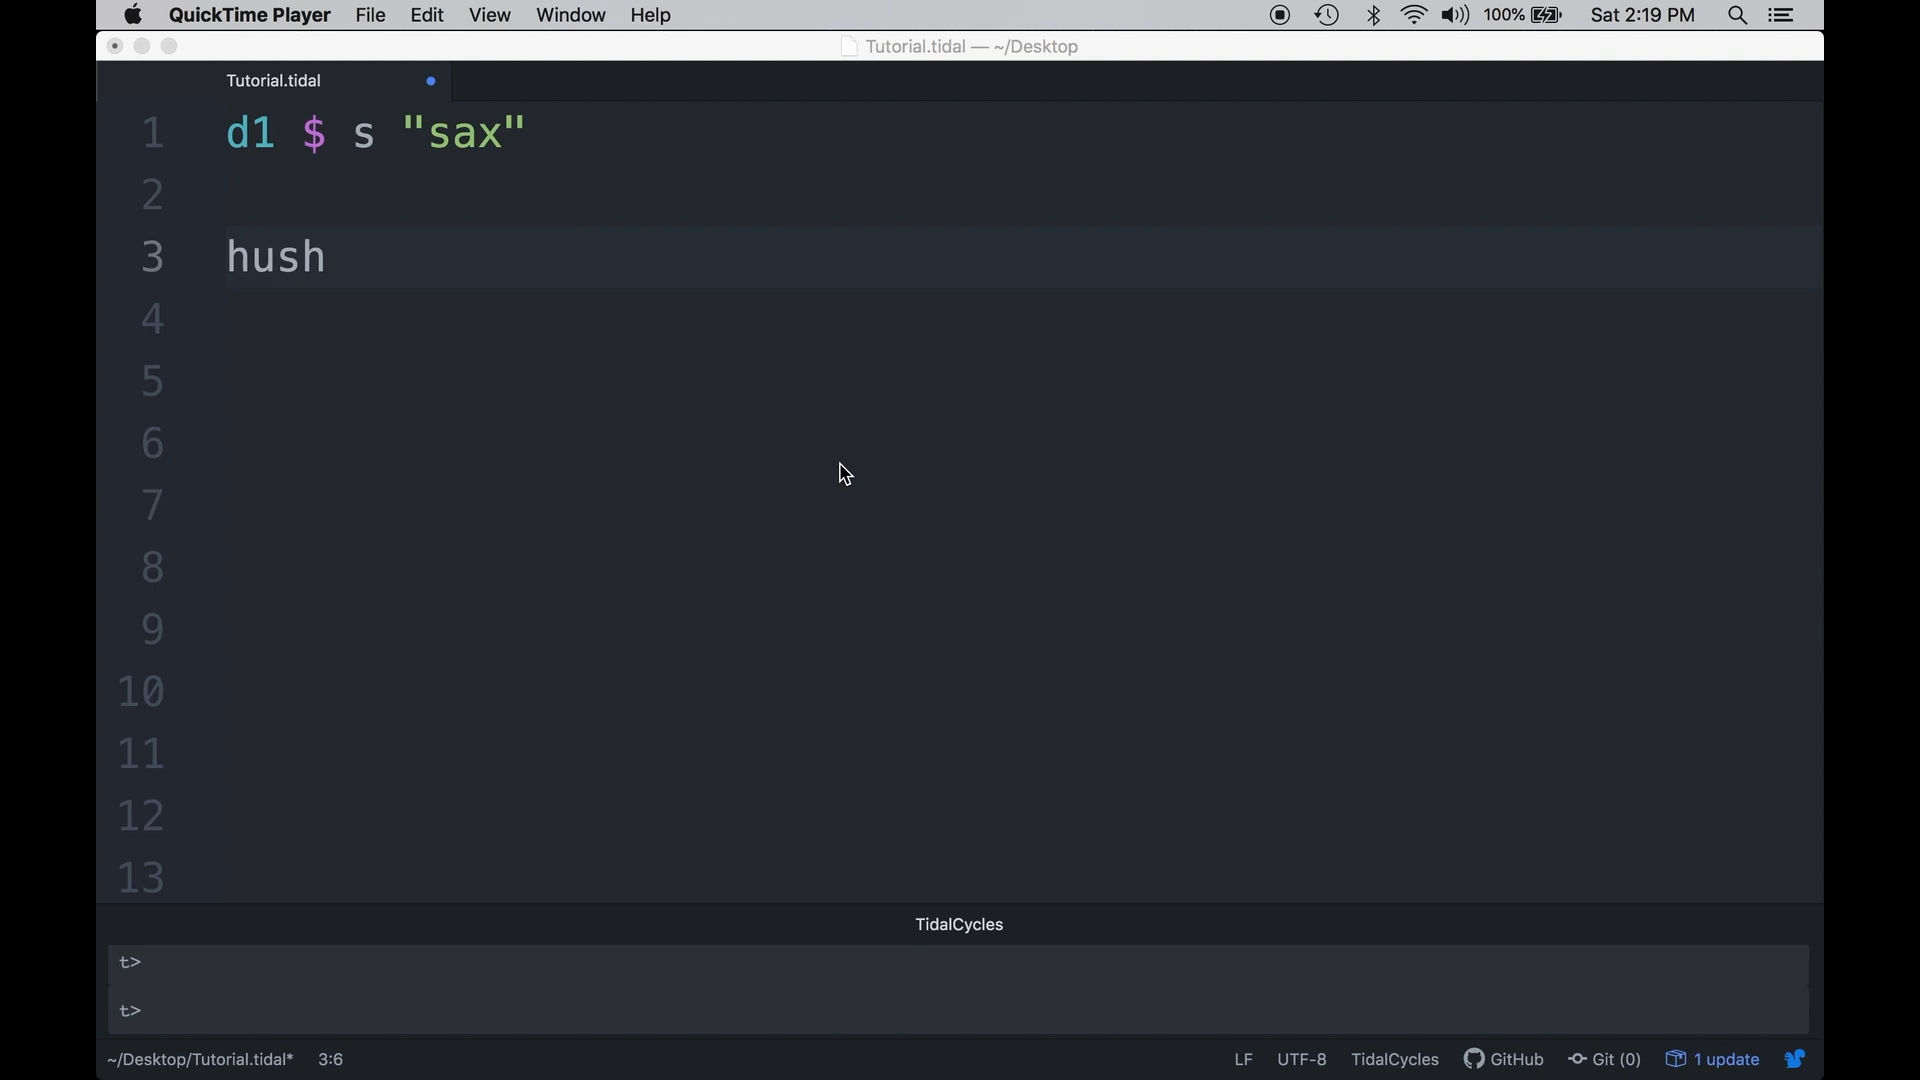 QuickTime Player File Edit View Window Help 100% Sat 2:19 PM
Tutorial.tidal — ~/Desktop
Tutorial.tidal
1 d1 $ s "sax"
2
3 hush
4
5
6
7
8
9
10
11
12
13
TidalCycles
t>
t>
~/Desktop/Tutorial.tidal* 3:6 LF UTF-8 TidalCycles GitHub Git (0) 1 update